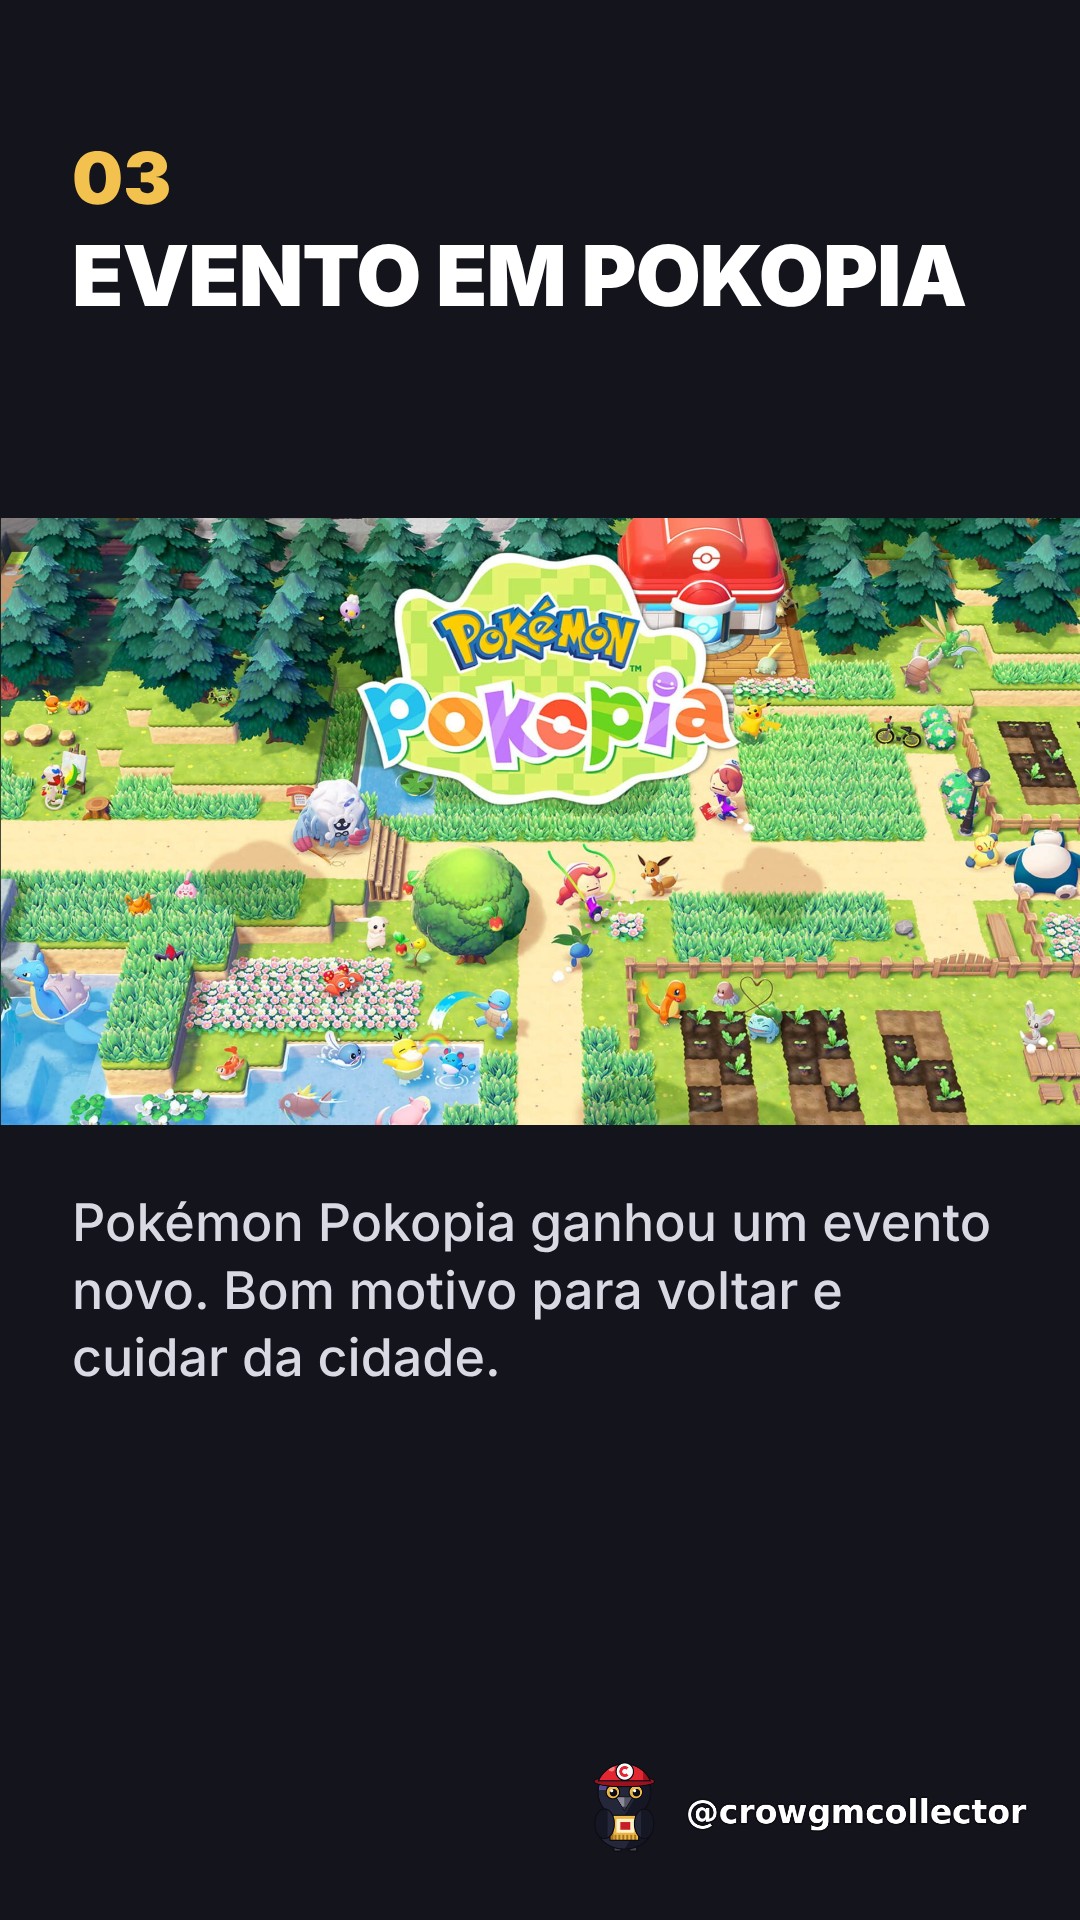 03
EVENTO EM POKOPIA
POKéMON
TM
pokopia
Pokémon Pokopia ganhou um evento
novo. Bom motivo para voltar e
cuidar da cidade.
C
@crowgmcollector